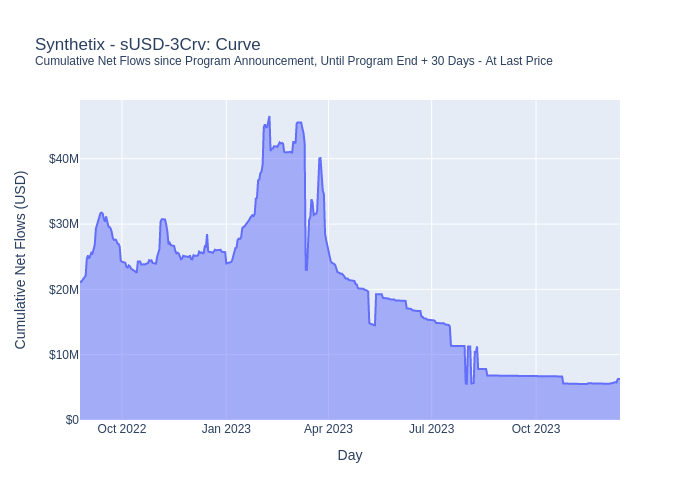 Synthetix - sUSD-3Crv: Curve
Cumulative Net Flows since Program Announcement, Until Program End + 30 Days - At Last Price
Cumulative Net Flows (USD)
$40M
$30M
$20M
$10M
$0
Oct 2022
Jan 2023
Apr 2023
Jul 2023
Oct 2023
Day